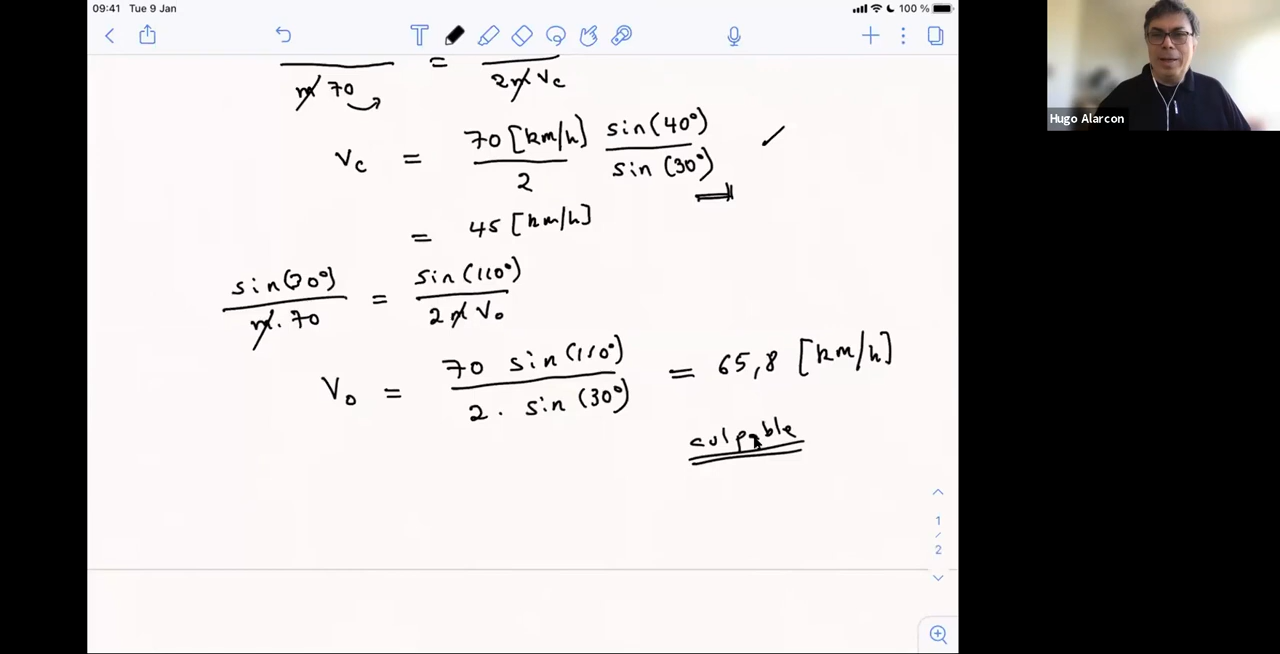 09:41 Tue 9 Jan 100 %
Hugo Alarcon
m 70 = 2m Vc
Vc = 70 [km/h] / 2 sin(40°) / sin(30°) ✓
= 45 [km/h]
sin(30°) / m. 70 = sin(110°) / 2m Vo
Vo = 70 sin(110°) / 2. sin(30°) = 65,8 [km/h]
culpable
1 / 2